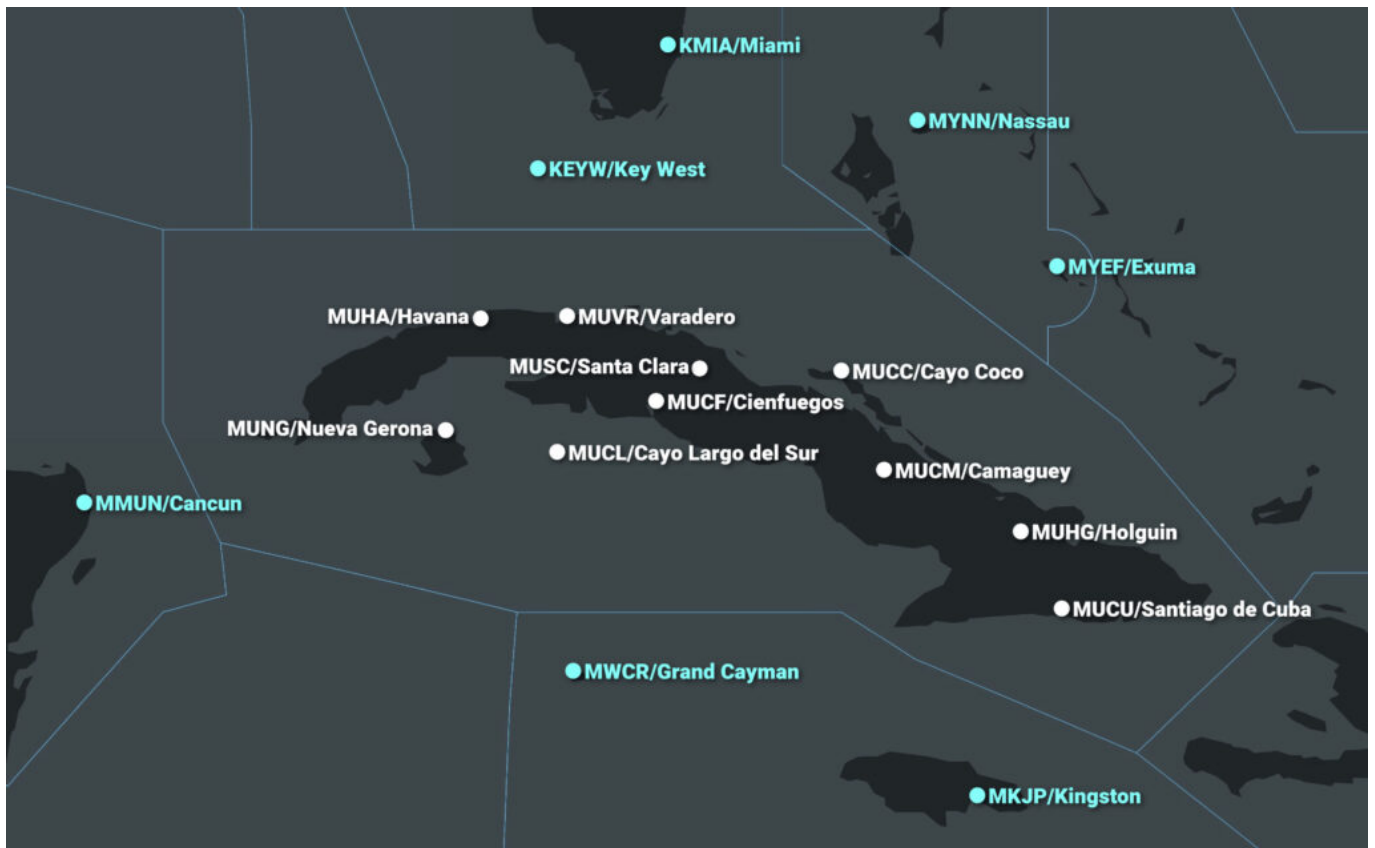 KMIA/Miami
MYNN/Nassau
KEYW/Key West
MYEF/Exuma
MUHA/Havana
MUVR/Varadero
MUSC/Santa Clara
MUCC/Cayo Coco
MUCF/Cienfuegos
MUNG/Nueva Gerona
MUCL/Cayo Largo del Sur
MUCM/Camaguey
MMUN/Cancun
MUHG/Holguin
MUCU/Santiago de Cuba
MWCR/Grand Cayman
MKJP/Kingston